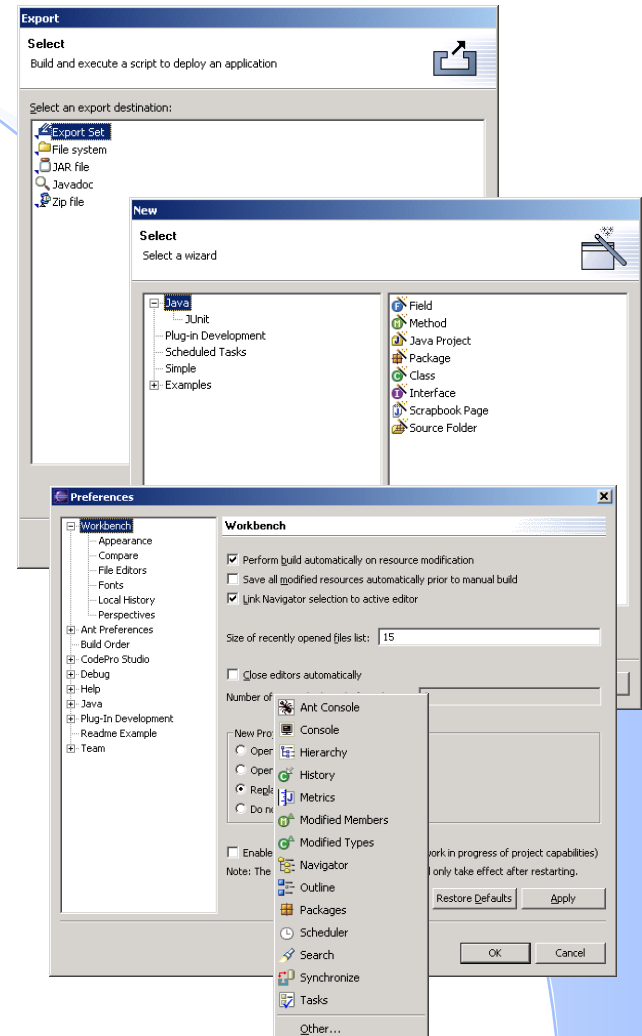 Export
Select
Build and execute a script to deploy an application
Select an export destination:
Export Set
File system
JAR file
Javadoc
Zip file
New
Select
Select a wizard
Java
JUnit
Plug-in Development
Scheduled Tasks
Simple
Examples
Field
Method
Java Project
Package
Class
Interface
Scrapbook Page
Source Folder
Preferences
Workbench
Appearance
Compare
File Editors
Fonts
Local History
Perspectives
Ant Preferences
Build Order
CodePro Studio
Debug
Help
Java
Plug-In Development
Readme Example
Team
Workbench
Perform build automatically on resource modification
Save all modified resources automatically prior to manual build
Link Navigator selection to active editor
Size of recently opened files list: 15
Close editors automatically
Number of
New Pro
Open
Open
Repla
Do no
Enable work in progress of project capabilities)
Note: The only take effect after restarting.
Restore Defaults Apply
OK Cancel
Ant Console
Console
Hierarchy
History
Metrics
Modified Members
Modified Types
Navigator
Outline
Packages
Scheduler
Search
Synchronize
Tasks
Other...